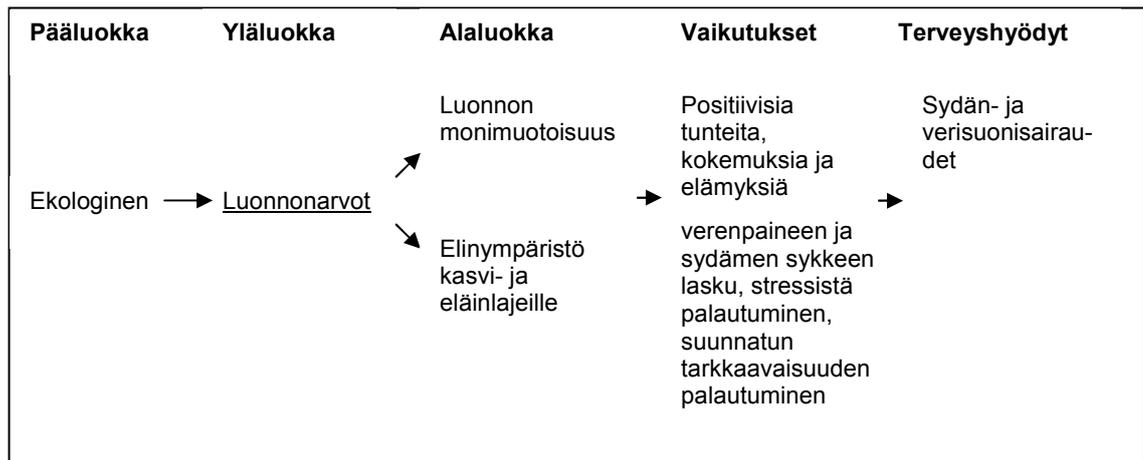 Pääluokka Yläluokka Alaluokka Vaikutukset Terveyshyödyt
Ekologinen
Luonnonarvot
Luonnon
monimuotoisuus
Elinympäristö
kasvi- ja
eläinlajeille
Positiivisia
tunteita,
kokemuksia ja
elämyksiä
verenpaineen ja
sydämen sykkeen
lasku, stressistä
palautuminen,
suunnatun
tarkkaavaisuuden
palautuminen
Sydän- ja
verisuonisairau-
det